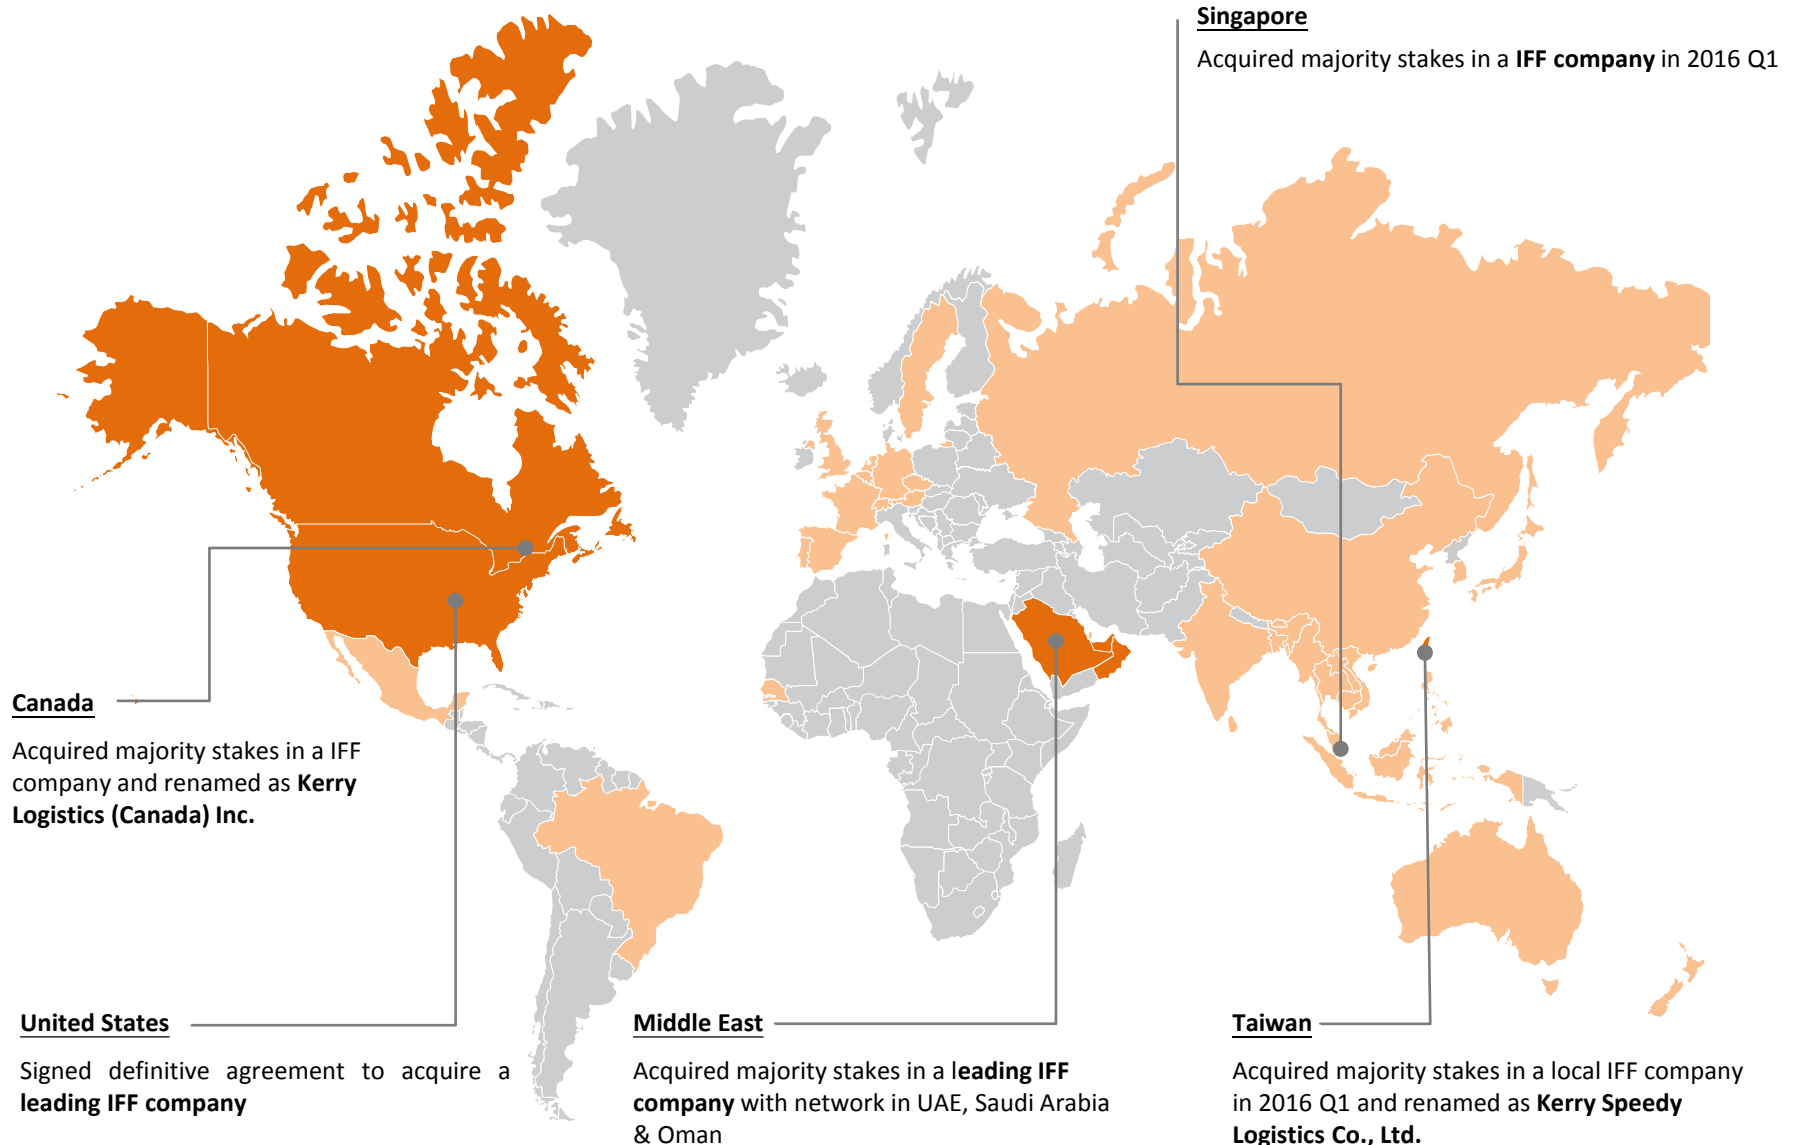 Singapore
Acquired majority stakes in a IFF company in 2016 Q1
Canada
Acquired majority stakes in a IFF
company and renamed as Kerry
Logistics (Canada) Inc.
United States
Signed definitive agreement to acquire a
leading IFF company
Middle East
Acquired majority stakes in a leading IFF
company with network in UAE, Saudi Arabia
& Oman
Taiwan
Acquired majority stakes in a local IFF company
in 2016 Q1 and renamed as Kerry Speedy
Logistics Co., Ltd.